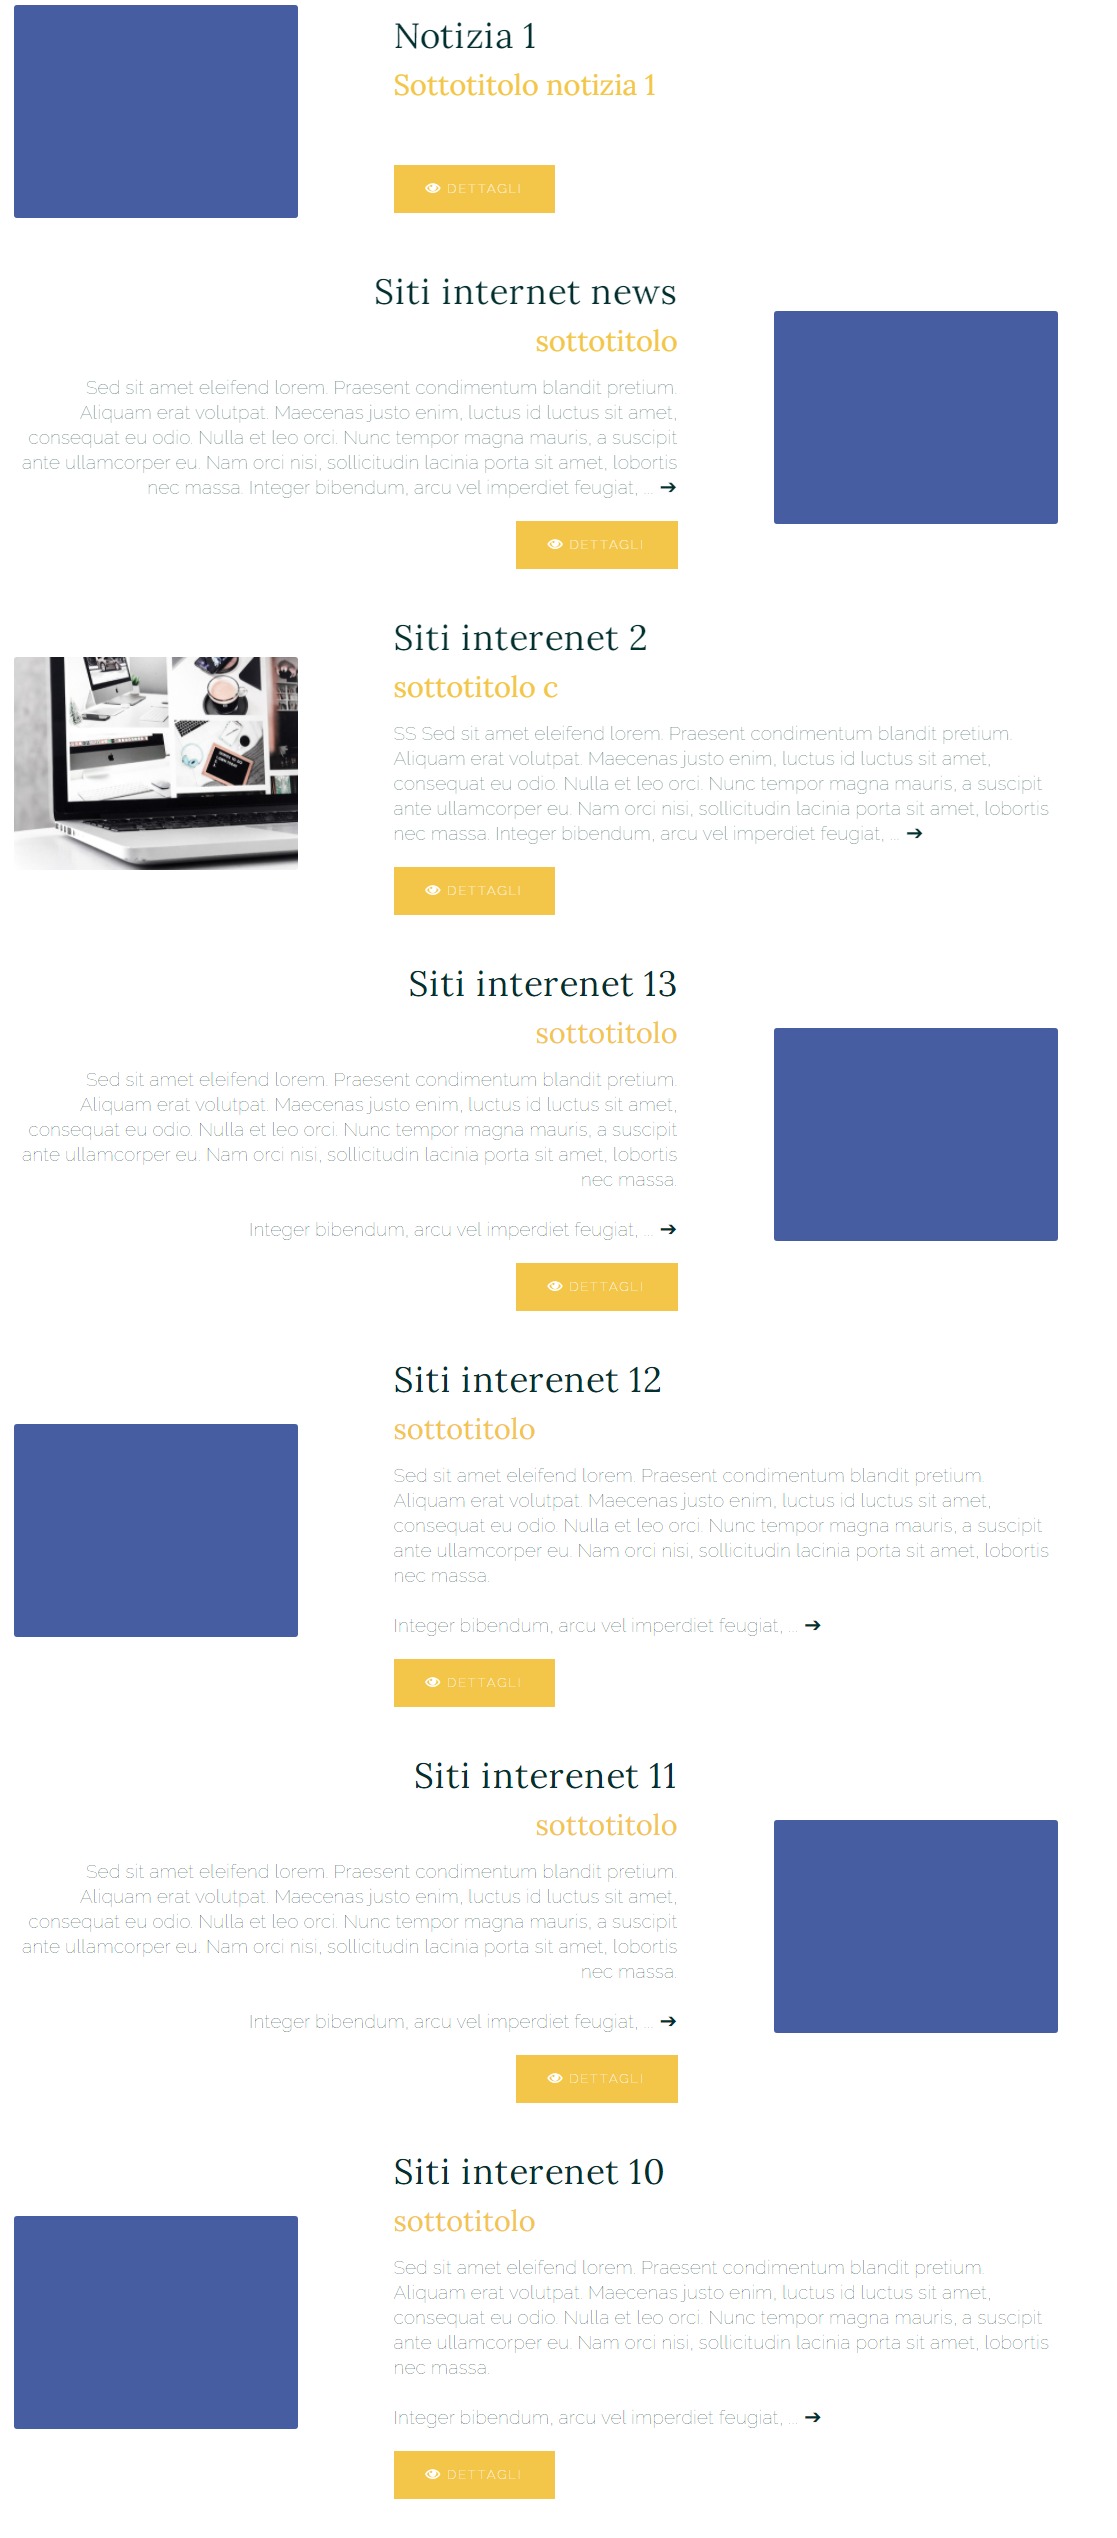 Notizia 1
Sottotitolo notizia 1
DETTAGLI
Siti internet news
sottotitolo
Sed sit amet eleifend lorem. Praesent condimentum blandit pretium.
Aliquam erat volutpat. Maecenas justo enim, luctus id luctus sit amet,
consequat eu odio. Nulla et leo orci. Nunc tempor magna mauris, a suscipit
ante ullamcorper eu. Nam orci nisi, sollicitudin lacinia porta sit amet, lobortis
nec massa. Integer bibendum, arcu vel imperdiet feugiat, ... ➔
DETTAGLI
Siti interenet 2
sottotitolo c
SS Sed sit amet eleifend lorem. Praesent condimentum blandit pretium.
Aliquam erat volutpat. Maecenas justo enim, luctus id luctus sit amet,
consequat eu odio. Nulla et leo orci. Nunc tempor magna mauris, a suscipit
ante ullamcorper eu. Nam orci nisi, sollicitudin lacinia porta sit amet, lobortis
nec massa. Integer bibendum, arcu vel imperdiet feugiat, ... ➔
DETTAGLI
Siti interenet 13
sottotitolo
Sed sit amet eleifend lorem. Praesent condimentum blandit pretium.
Aliquam erat volutpat. Maecenas justo enim, luctus id luctus sit amet,
consequat eu odio. Nulla et leo orci. Nunc tempor magna mauris, a suscipit
ante ullamcorper eu. Nam orci nisi, sollicitudin lacinia porta sit amet, lobortis
nec massa.
Integer bibendum, arcu vel imperdiet feugiat, ... ➔
DETTAGLI
Siti interenet 12
sottotitolo
Sed sit amet eleifend lorem. Praesent condimentum blandit pretium.
Aliquam erat volutpat. Maecenas justo enim, luctus id luctus sit amet,
consequat eu odio. Nulla et leo orci. Nunc tempor magna mauris, a suscipit
ante ullamcorper eu. Nam orci nisi, sollicitudin lacinia porta sit amet, lobortis
nec massa.
Integer bibendum, arcu vel imperdiet feugiat, ... ➔
DETTAGLI
Siti interenet 11
sottotitolo
Sed sit amet eleifend lorem. Praesent condimentum blandit pretium.
Aliquam erat volutpat. Maecenas justo enim, luctus id luctus sit amet,
consequat eu odio. Nulla et leo orci. Nunc tempor magna mauris, a suscipit
ante ullamcorper eu. Nam orci nisi, sollicitudin lacinia porta sit amet, lobortis
nec massa.
Integer bibendum, arcu vel imperdiet feugiat, ... ➔
DETTAGLI
Siti interenet 10
sottotitolo
Sed sit amet eleifend lorem. Praesent condimentum blandit pretium.
Aliquam erat volutpat. Maecenas justo enim, luctus id luctus sit amet,
consequat eu odio. Nulla et leo orci. Nunc tempor magna mauris, a suscipit
ante ullamcorper eu. Nam orci nisi, sollicitudin lacinia porta sit amet, lobortis
nec massa.
Integer bibendum, arcu vel imperdiet feugiat, ... ➔
DETTAGLI